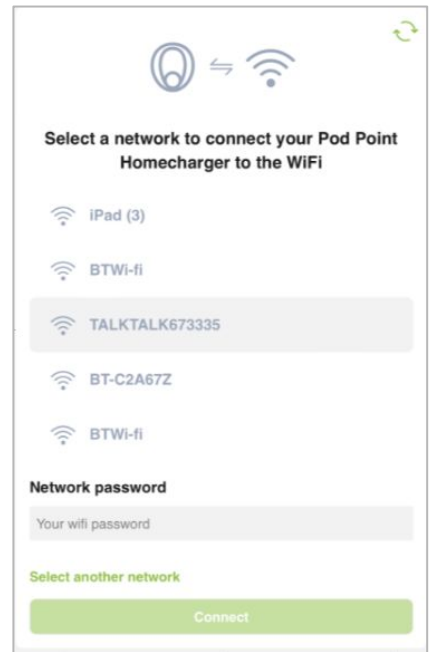 Select a network to connect your Pod Point
Homecharger to the WiFi
iPad (3)
BTWi-fi
TALKTALK673335
BT-C2A67Z
BTWi-fi
Network password
Your wifi password
Select another network
Connect